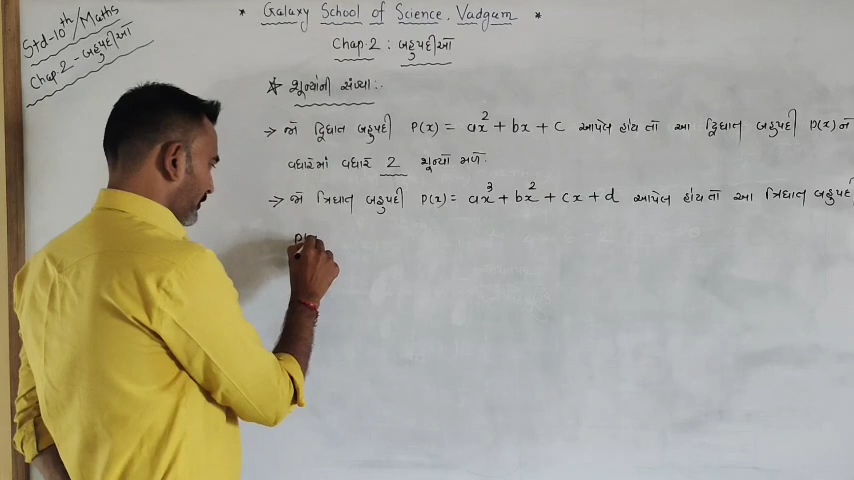 Std-10th/Maths
Chap.2 - બહુપદીઓ
* Galaxy School of Science, Vadgam *
Chap.2 : બહુપદીઓ
☆ શૂન્યોની સંખ્યા:-
→ જો દ્વિઘાત બહુપદી P(x) = ax² + bx + c આપેલ હોય તો આ દ્વિઘાત બહુપદી P(x)ને
વધારેમાં વધારે 2 શૂન્યો મળે.
→ જો ત્રિઘાત બહુપદી P(x) = ax³ + bx² + cx + d આપેલ હોય તો આ ત્રિઘાત બહુપદી